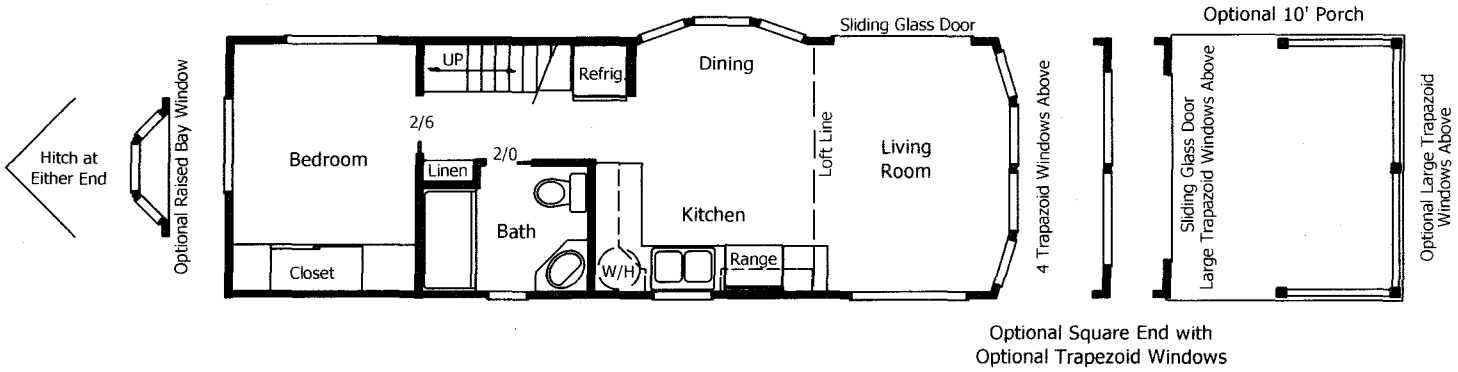 Hitch at
Either End
Optional Raised Bay Window
Bedroom
Closet
UP
2/6
2/0
Linen
Bath
Refrig.
Dining
Kitchen
W/H
Range
Loft Line
Sliding Glass Door
Living
Room
4 Trapazoid Windows Above
Optional 10' Porch
Sliding Glass Door
Large Trapazoid Windows Above
Optional Large Trapazoid
Windows Above
Optional Square End with
Optional Trapezoid Windows